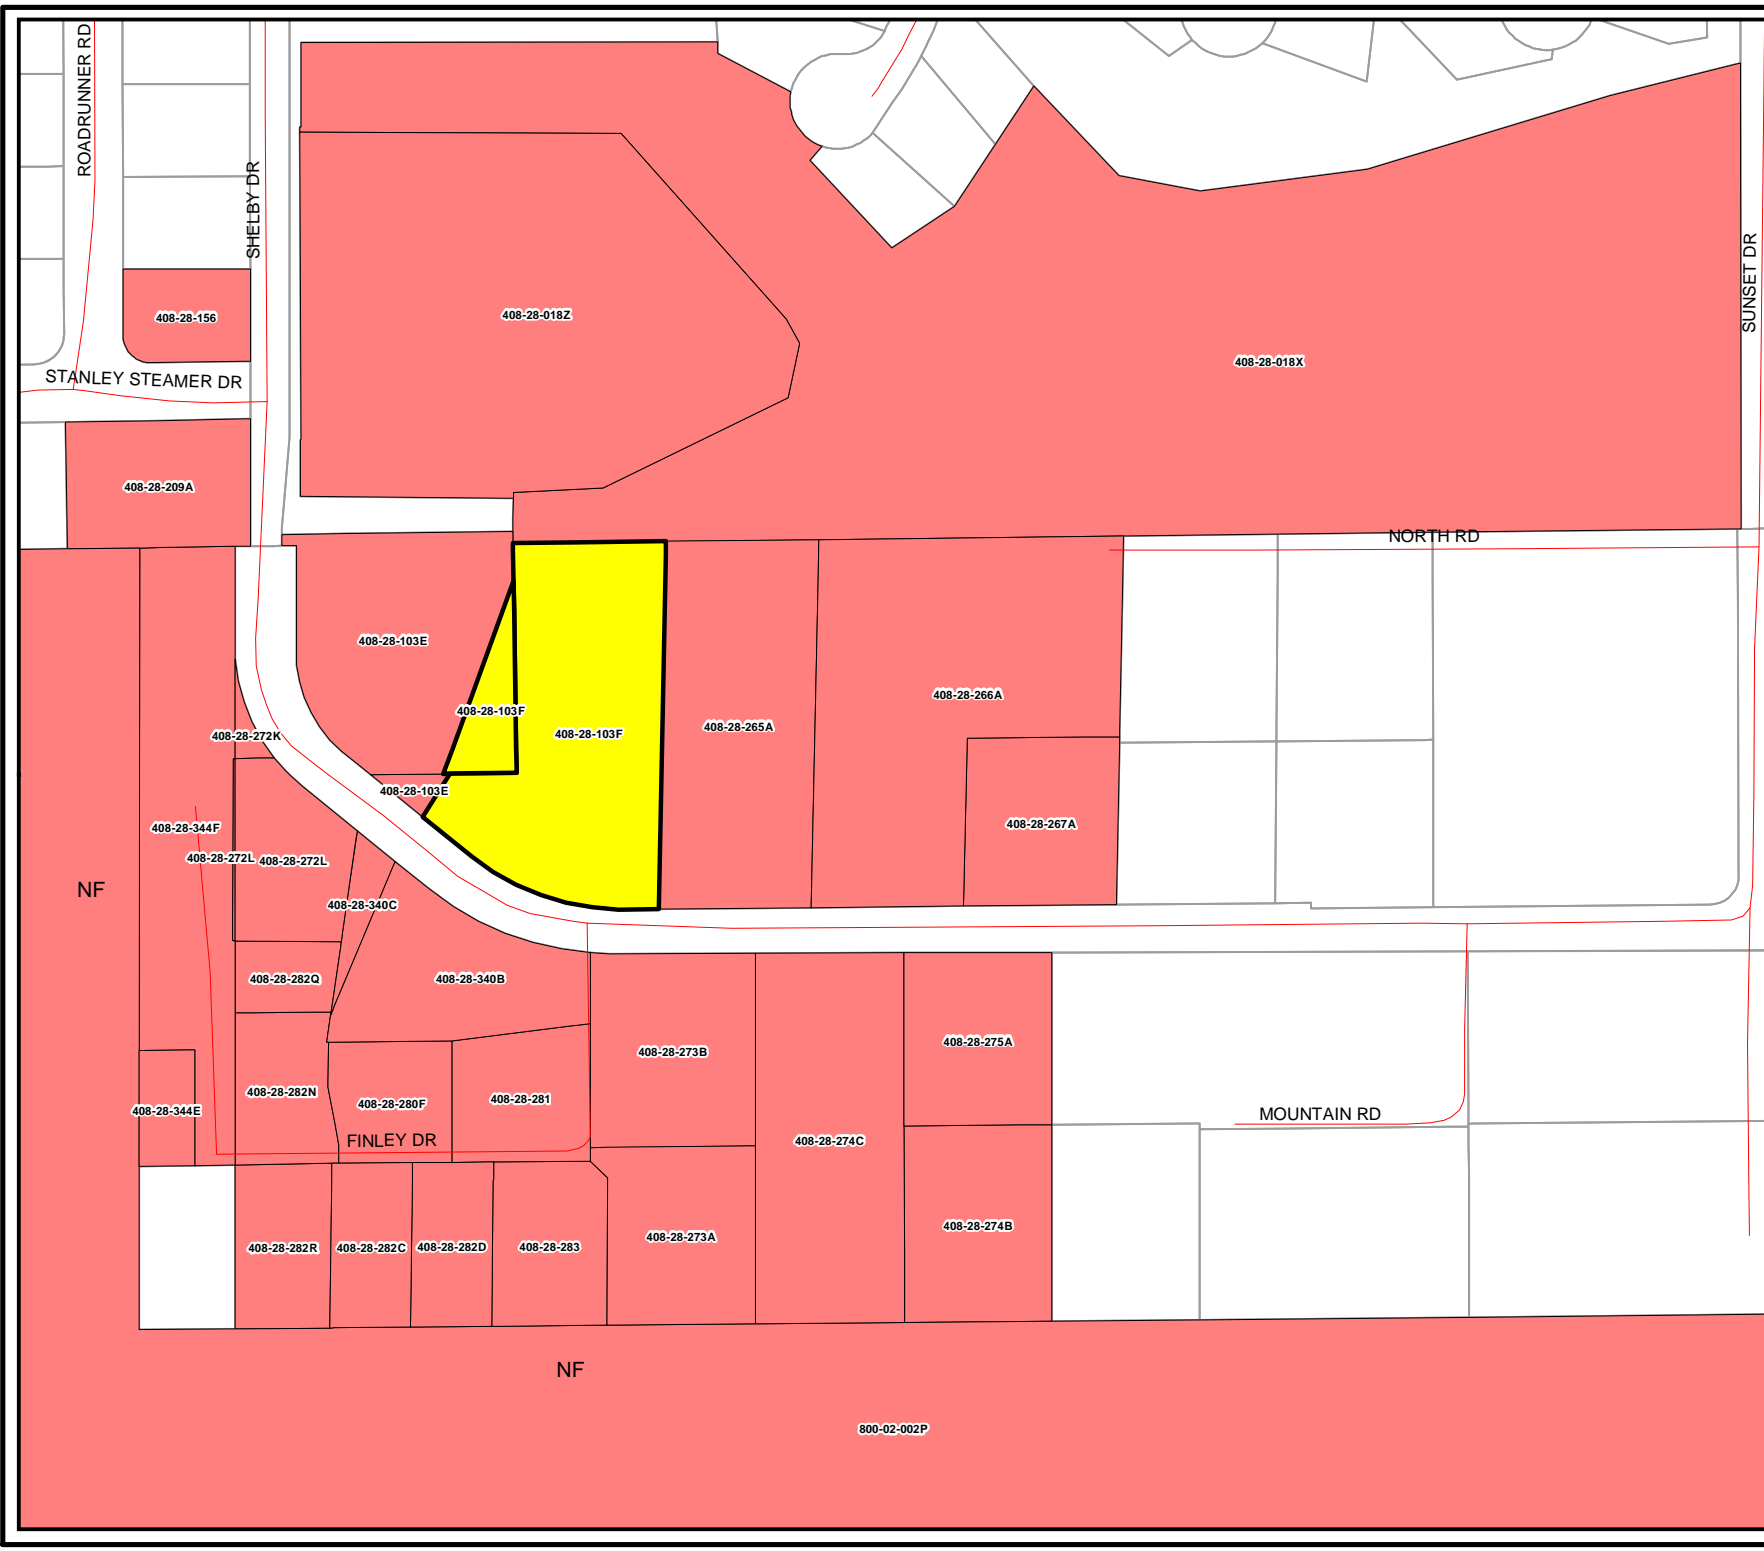 ROADRUNNER RD
SHELBY DR
SUNSET DR
408-28-156
408-28-018Z
408-28-018X
STANLEY STEAMER DR
408-28-209A
NORTH RD
408-28-103E
408-28-103F
408-28-103F
408-28-265A
408-28-266A
408-28-272K
408-28-103E
408-28-344F
408-28-267A
408-28-272L
408-28-272L
NF
408-28-340C
408-28-282Q
408-28-340B
408-28-273B
408-28-275A
408-28-282N
408-28-280F
408-28-281
408-28-344E
MOUNTAIN RD
FINLEY DR
408-28-274C
408-28-274B
408-28-273A
408-28-282R
408-28-282C
408-28-282D
408-28-283
NF
800-02-002P